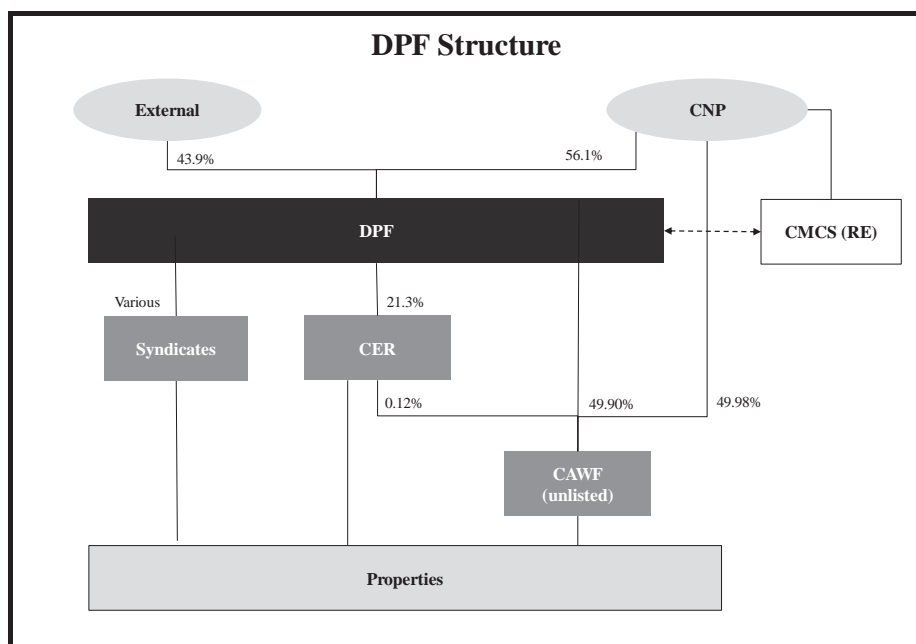 DPF Structure
External
CNP
43.9%
56.1%
DPF
CMCS (RE)
Various
21.3%
Syndicates
CER
0.12%
49.90%
49.98%
CAWF
(unlisted)
Properties